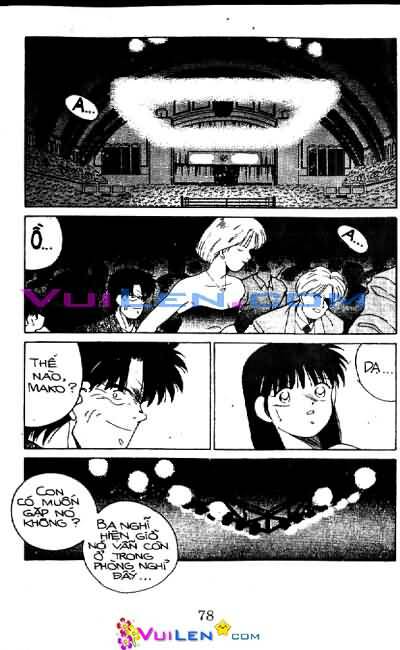 A...
Ồ...
A...
VUILEN.COM
THẾ
NÀO,
MAKO?
DẠ...
CON
CÓ MUỐN
GẶP NÓ
KHÔNG?
BA NGHĨ
HIỆN GIỜ
NÓ VẪN CÒN
Ở TRONG
PHÒNG NGHỈ
ĐẤY...
78
VUILEN.COM